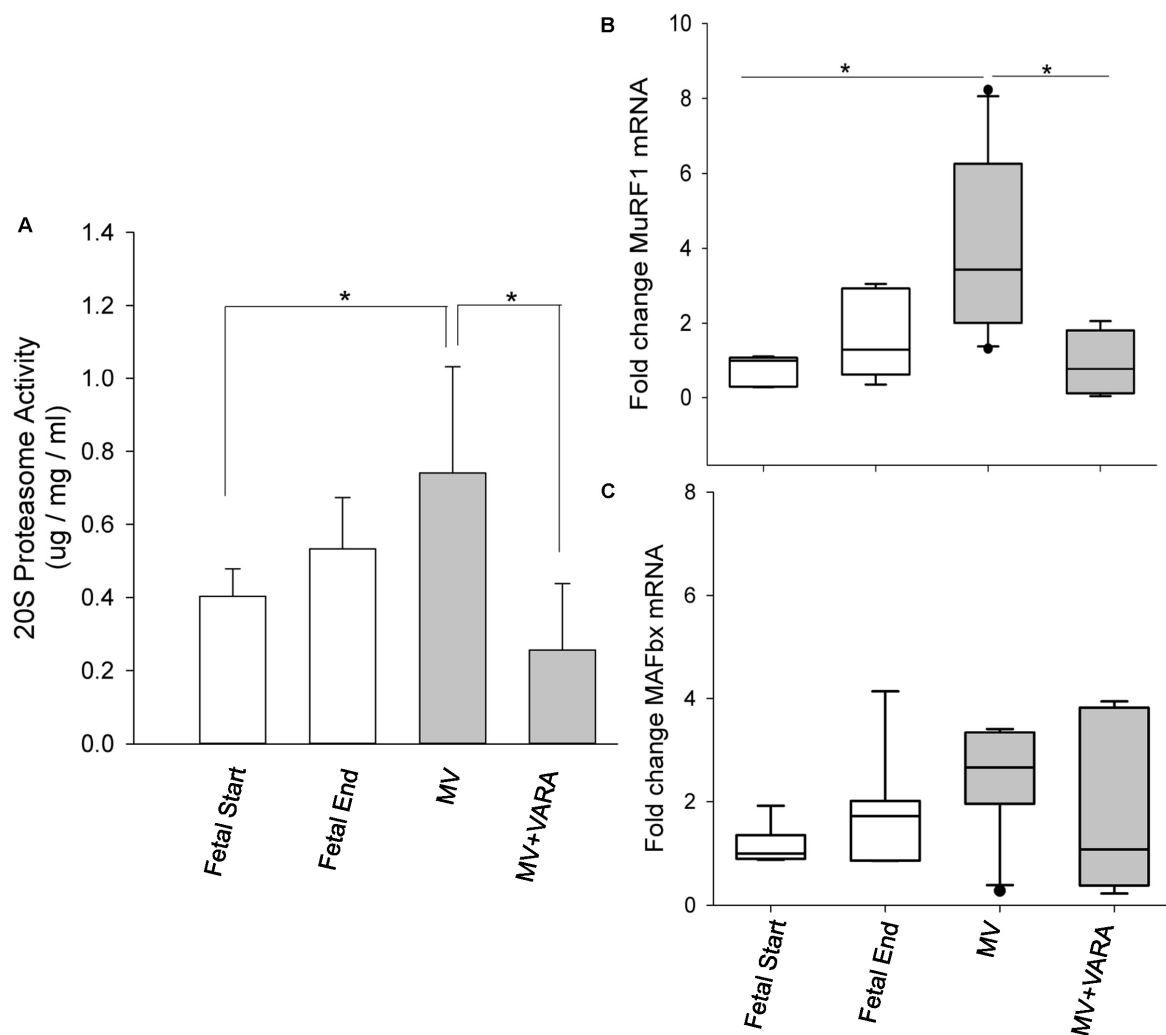 A
20S Proteasome Activity
(ug / mg / ml)
1.4
1.2
1.0
0.8
0.6
0.4
0.2
0.0
*
*
Fetal Start
Fetal End
MV
MV+VARA
B
Fold change MuRF1 mRNA
10
8
6
4
2
0
*
*
C
Fold change MAFbx mRNA
8
6
4
2
0
Fetal Start
Fetal End
MV
MV+VARA